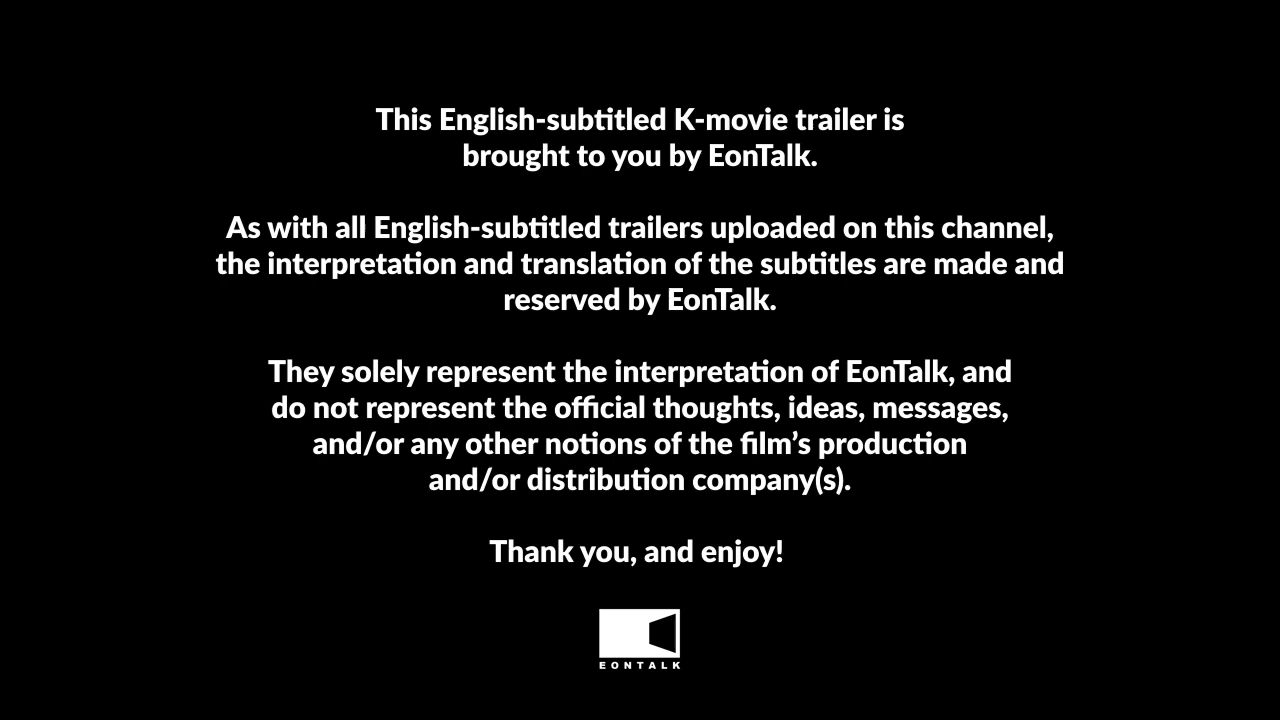 This English-subtitled K-movie trailer is
brought to you by EonTalk.
As with all English-subtitled trailers uploaded on this channel,
the interpretation and translation of the subtitles are made and
reserved by EonTalk.
They solely represent the interpretation of EonTalk, and
do not represent the official thoughts, ideas, messages,
and/or any other notions of the film’s production
and/or distribution company(s).
Thank you, and enjoy!
EONTALK